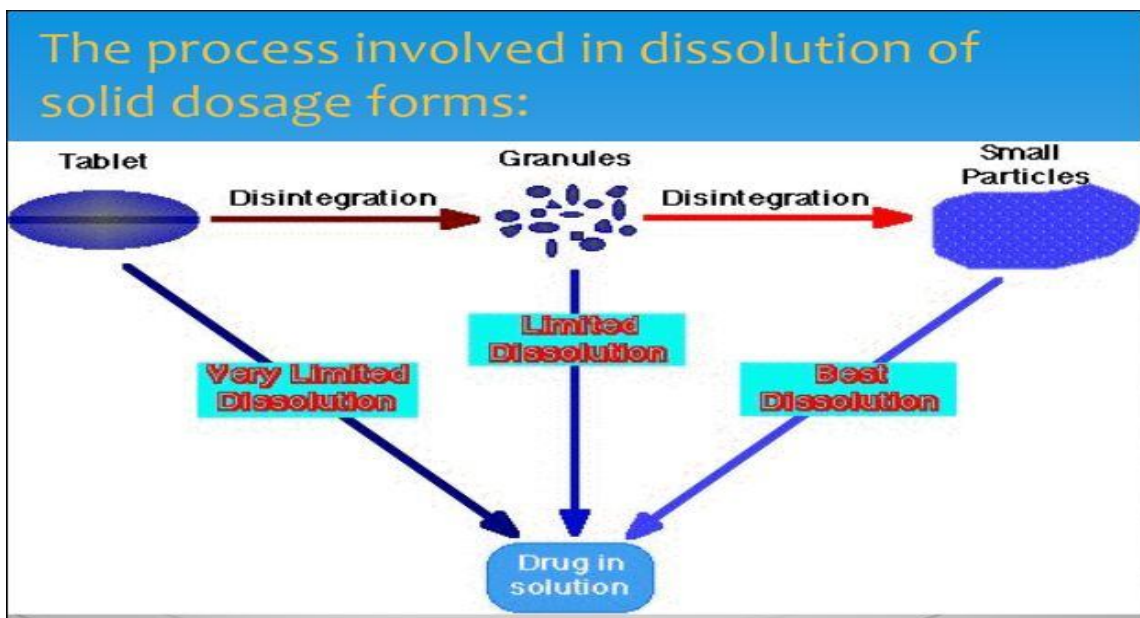 The process involved in dissolution of
solid dosage forms:
Tablet
Granules
Small
Particles
Disintegration
Disintegration
Limited
Dissolution
Very Limited
Dissolution
Best
Dissolution
Drug in
solution